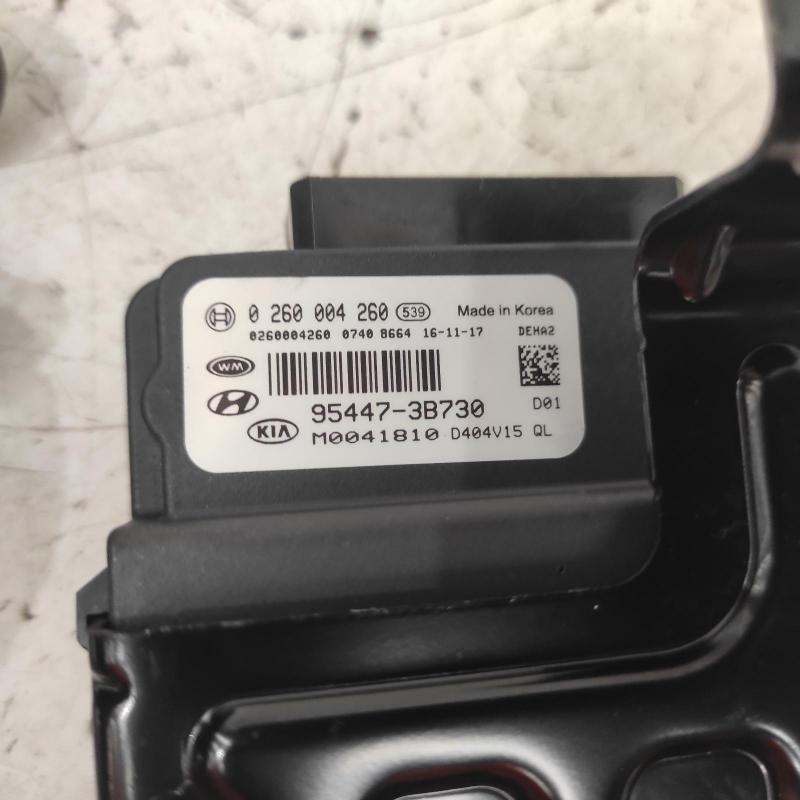 0 260 004 260 539 Made in Korea
0260004260 0740 8664 16-11-17 DEHA2
WM
95447-3B730 D01
KIA M0041810 D404V15 QL